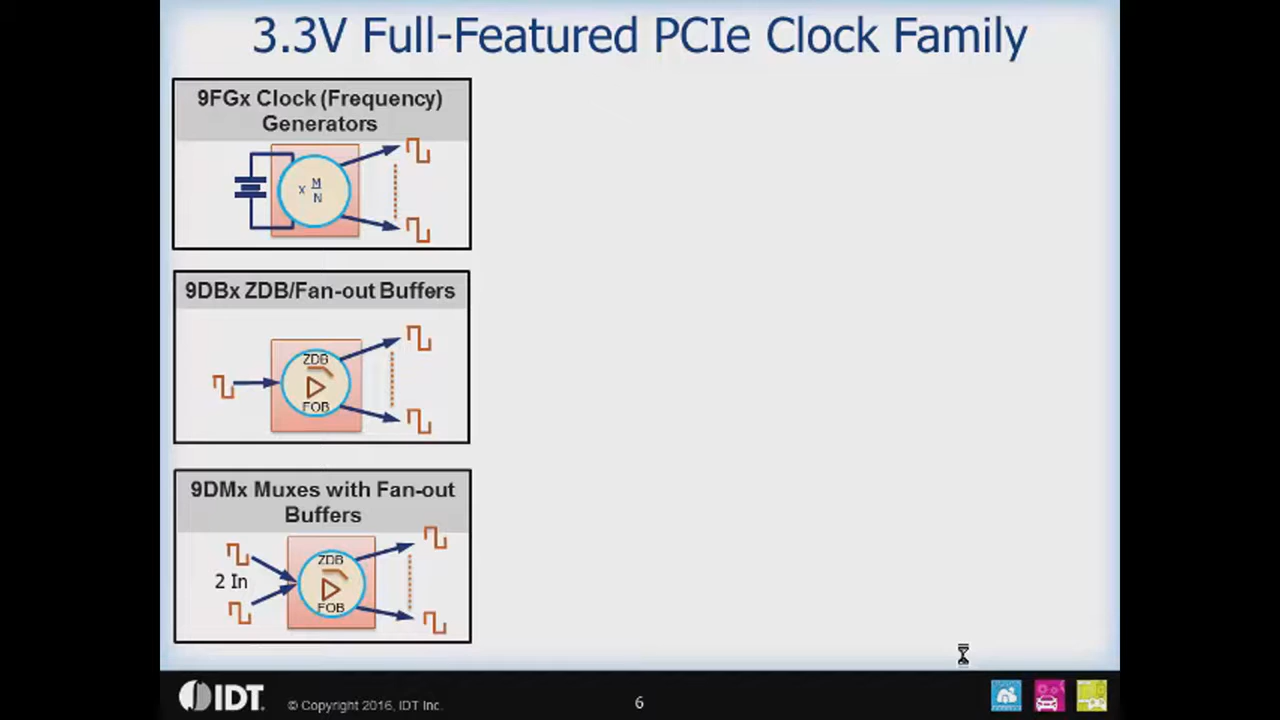 3.3V Full-Featured PCIe Clock Family
9FGx Clock (Frequency)
Generators
x M
N
9DBx ZDB/Fan-out Buffers
ZDB
FOB
9DMx Muxes with Fan-out
Buffers
2 In
ZDB
FOB
IDT.
© Copyright 2016, IDT Inc.
6